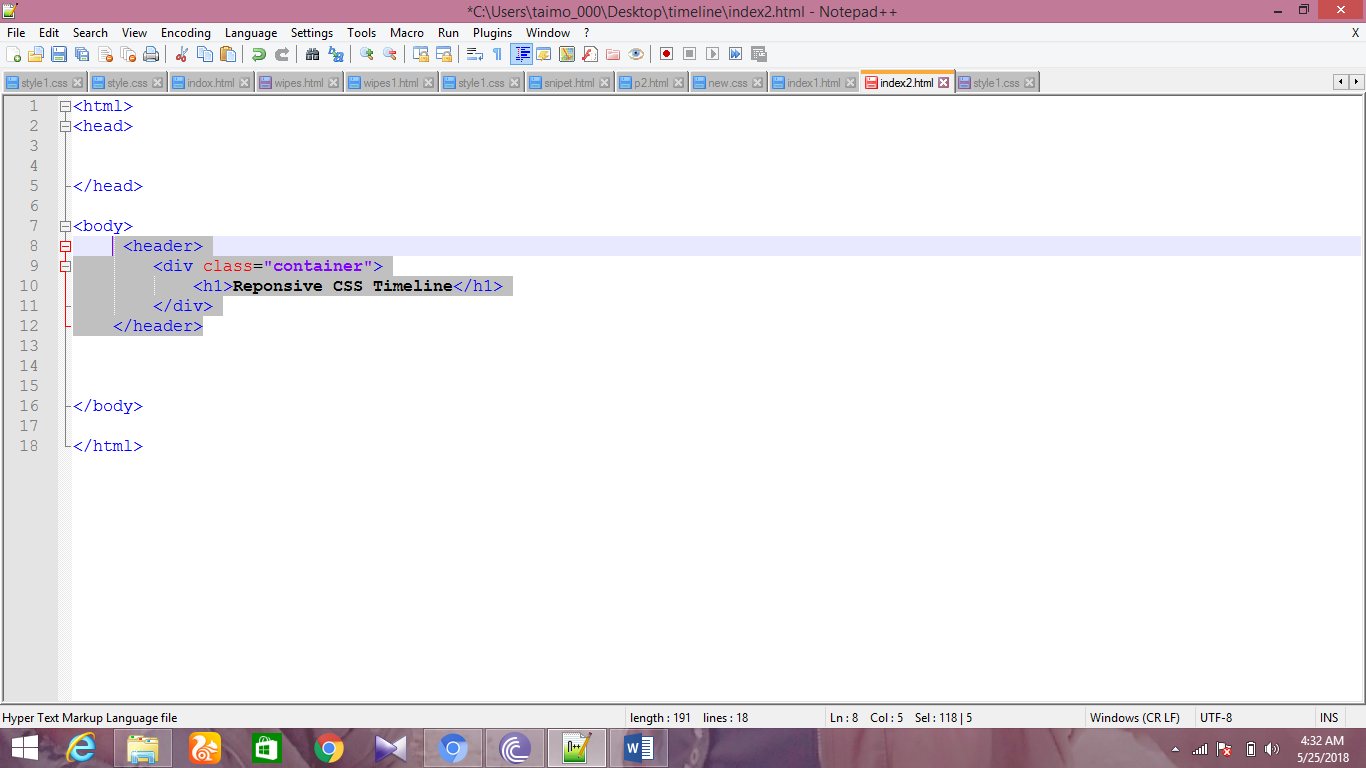 *C:\Users\taimo_000\Desktop\timeline\index2.html - Notepad++
File Edit Search View Encoding Language Settings Tools Macro Run Plugins Window ? X
style1.css style.css indox.html wipes.html wipes1.html style1.css snipet.html p2.html new.css index1.html index2.html style1.css
1 <html>
2 <head>
3
4
5 </head>
6
7 <body>
8 <header>
9 <div class="container">
10 <h1>Reponsive CSS Timeline</h1>
11 </div>
12 </header>
13
14
15
16 </body>
17
18 </html>
Hyper Text Markup Language file length : 191 lines : 18 Ln : 8 Col : 5 Sel : 118 | 5 Windows (CR LF) UTF-8 INS
4:32 AM
5/25/2018